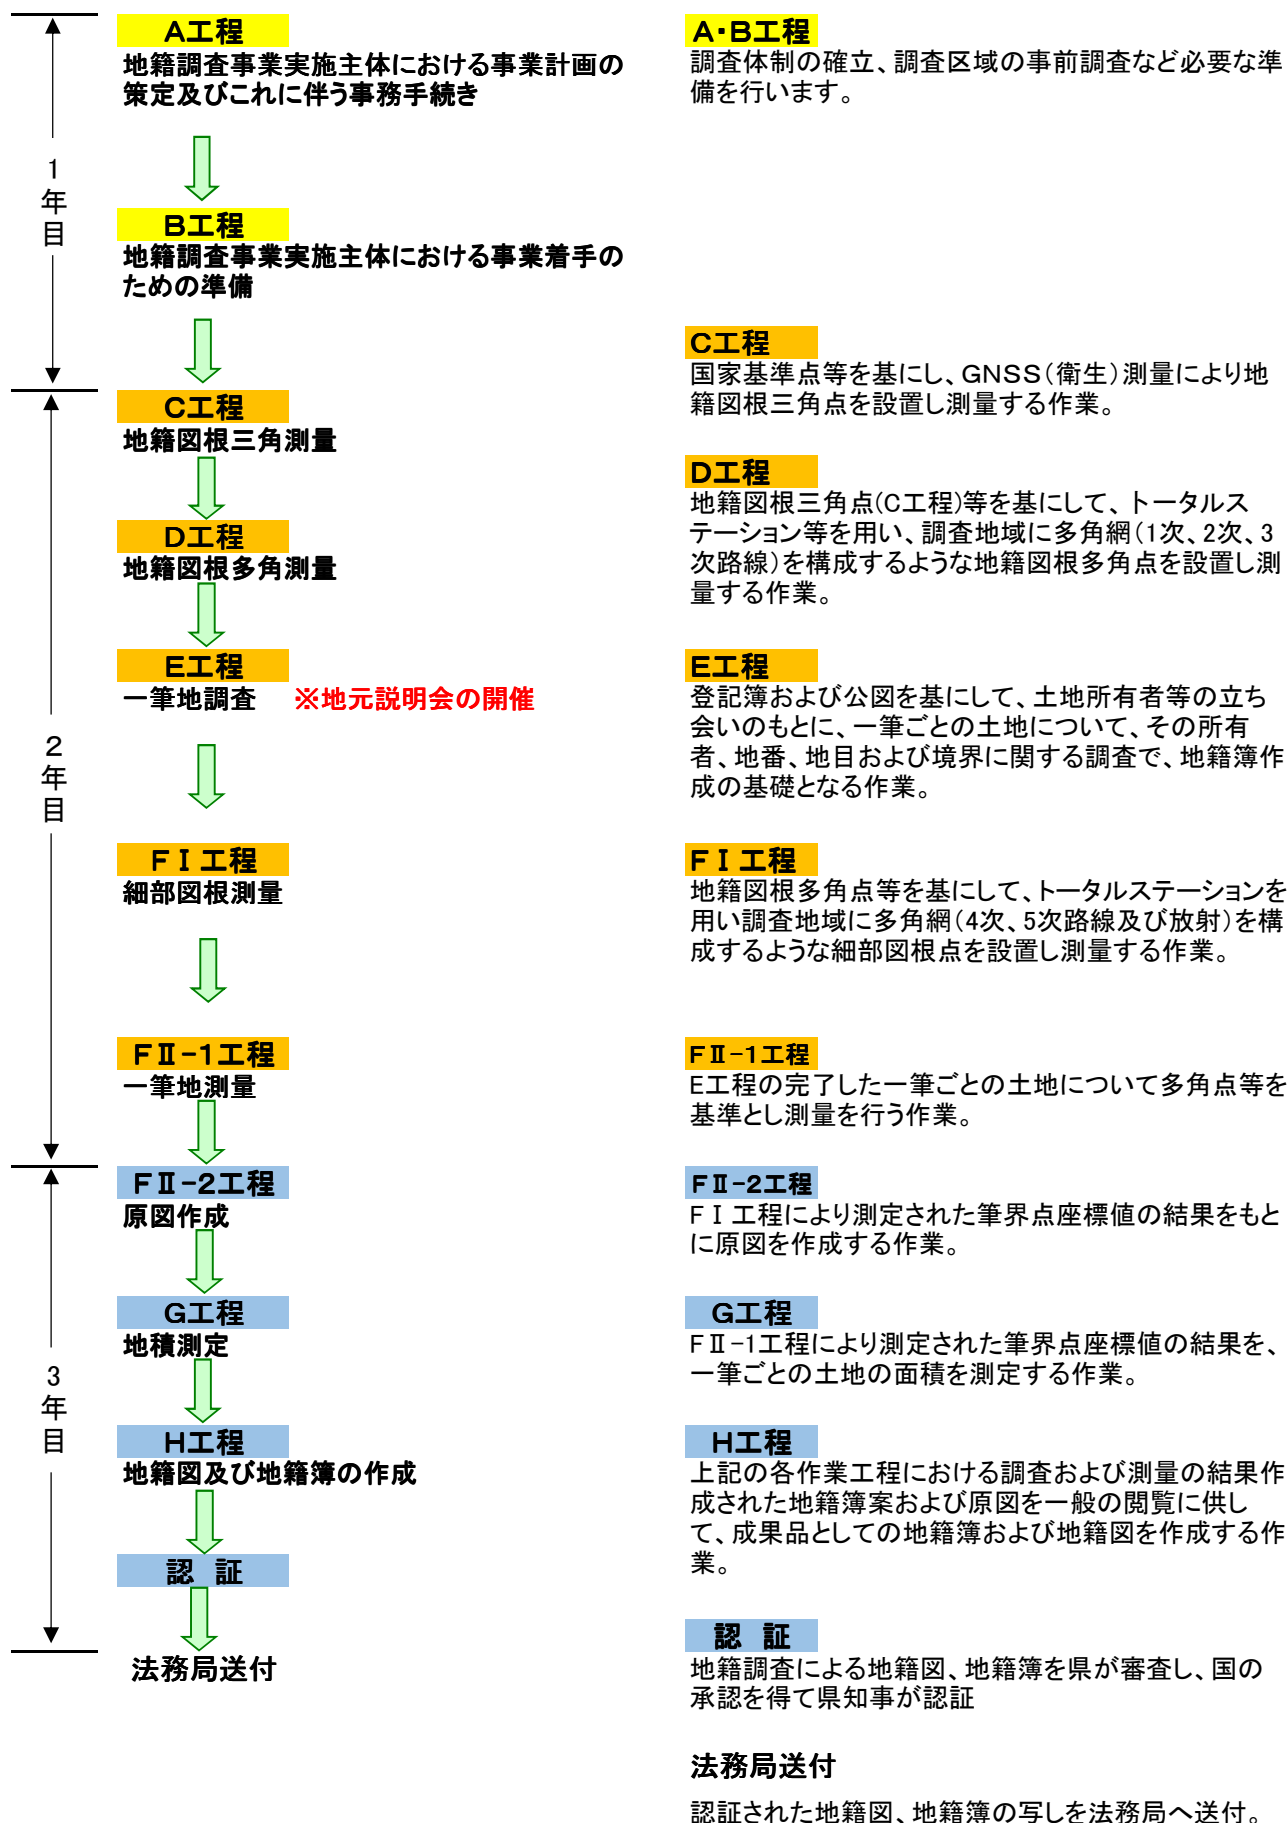 A工程
地籍調査事業実施主体における事業計画の
策定及びこれに伴う事務手続き
1
年
目
B工程
地籍調査事業実施主体における事業着手の
ための準備
C工程
地籍図根三角測量
D工程
地籍図根多角測量
E工程
一筆地調査 ※地元説明会の開催
2
年
目
FⅠ工程
細部図根測量
FⅡ-1工程
一筆地測量
FⅡ-2工程
原図作成
G工程
地積測定
3
年
目
H工程
地籍図及び地籍簿の作成
認 証
法務局送付
A・B工程
調査体制の確立、調査区域の事前調査など必要な準
備を行います。
C工程
国家基準点等を基にし、GNSS(衛生)測量により地
籍図根三角点を設置し測量する作業。
D工程
地籍図根三角点(C工程)等を基にして、トータルス
テーション等を用い、調査地域に多角網(1次、2次、3
次路線)を構成するような地籍図根多角点を設置し測
量する作業。
E工程
登記簿および公図を基にして、土地所有者等の立ち
会いのもとに、一筆ごとの土地について、その所有
者、地番、地目および境界に関する調査で、地籍簿作
成の基礎となる作業。
FⅠ工程
地籍図根多角点等を基にして、トータルステーションを
用い調査地域に多角網(4次、5次路線及び放射)を構
成するような細部図根点を設置し測量する作業。
FⅡ-1工程
E工程の完了した一筆ごとの土地について多角点等を
基準とし測量を行う作業。
FⅡ-2工程
FⅠ工程により測定された筆界点座標値の結果をもと
に原図を作成する作業。
G工程
FⅡ-1工程により測定された筆界点座標値の結果を、
一筆ごとの土地の面積を測定する作業。
H工程
上記の各作業工程における調査および測量の結果作
成された地籍簿案および原図を一般の閲覧に供し
て、成果品としての地籍簿および地籍図を作成する作
業。
認 証
地籍調査による地籍図、地籍簿を県が審査し、国の
承認を得て県知事が認証
法務局送付
認証された地籍図、地籍簿の写しを法務局へ送付。